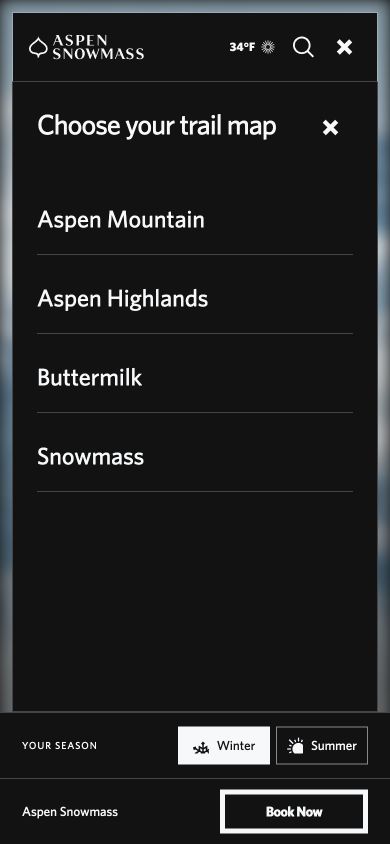 ASPEN
SNOWMASS
34°F
Choose your trail map
Aspen Mountain
Aspen Highlands
Buttermilk
Snowmass
YOUR SEASON
Winter
Summer
Aspen Snowmass
Book Now